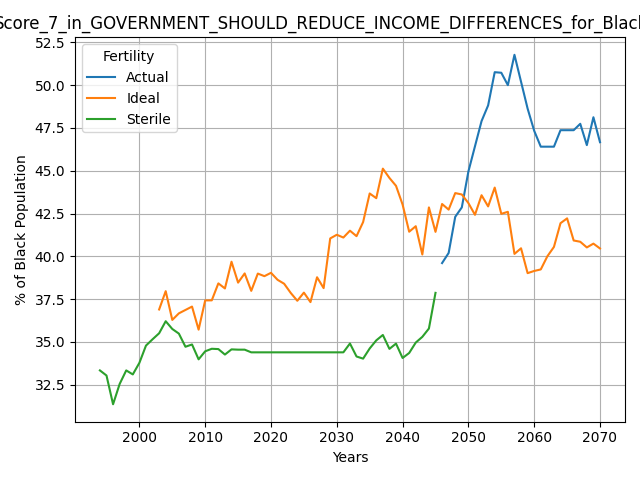 Score_7_in_GOVERNMENT_SHOULD_REDUCE_INCOME_DIFFERENCES_for_Black
52.5
50.0
47.5
45.0
42.5
40.0
37.5
35.0
32.5
% of Black Population
Fertility
Actual
Ideal
Sterile
2000 2010 2020 2030 2040 2050 2060 2070
Years